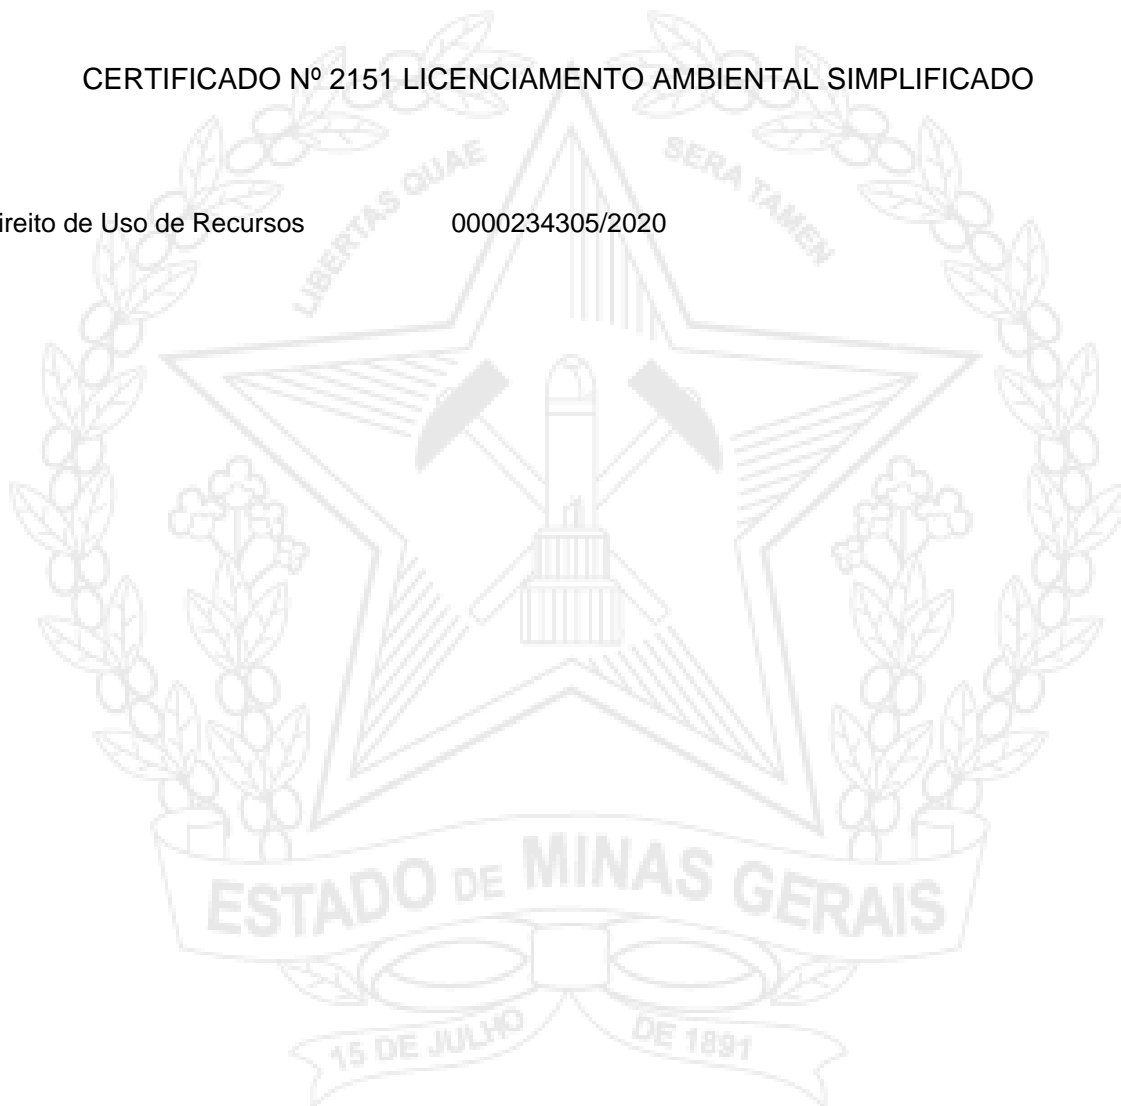 CERTIFICADO Nº 2151 LICENCIAMENTO AMBIENTAL SIMPLIFICADO
LIBERTAS QUAE SERA TAMEN
ireito de Uso de Recursos 0000234305/2020
ESTADO DE MINAS GERAIS
15 DE JULHO DE 1891